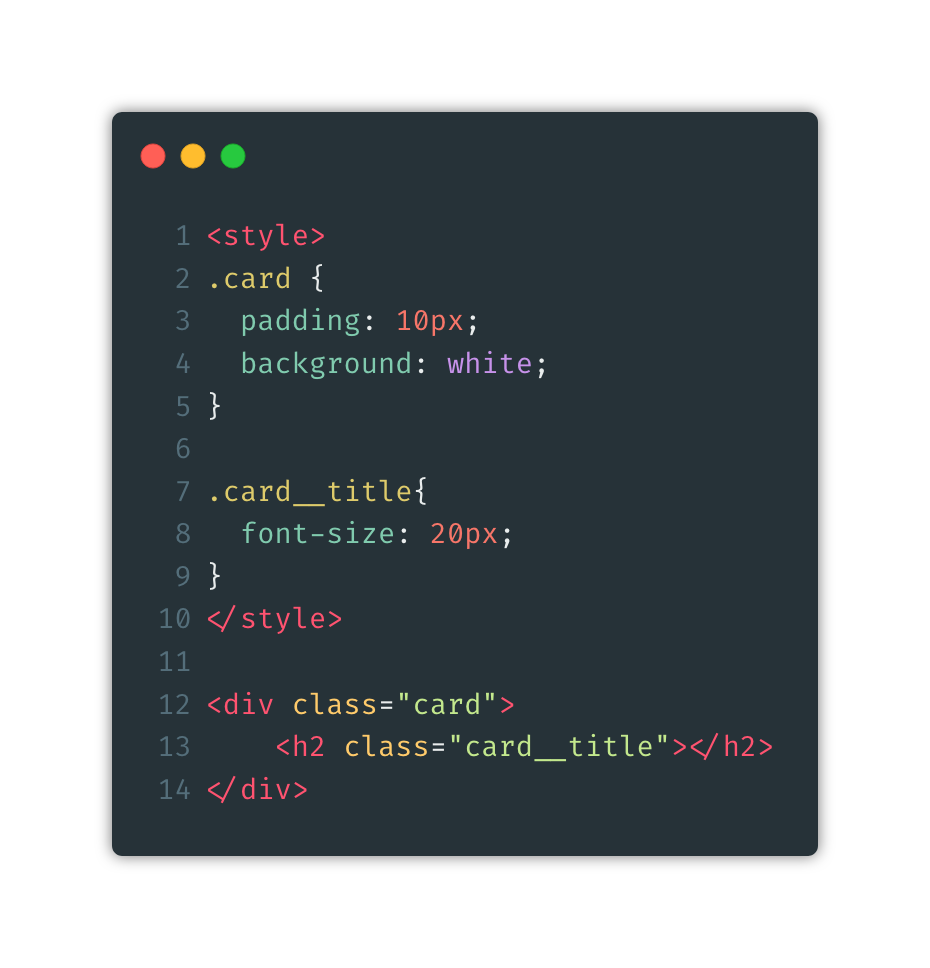 1 <style>
2 .card {
3   padding: 10px;
4   background: white;
5 }
6
7 .card__title{
8   font-size: 20px;
9 }
10 </style>
11
12 <div class="card">
13     <h2 class="card__title"></h2>
14 </div>